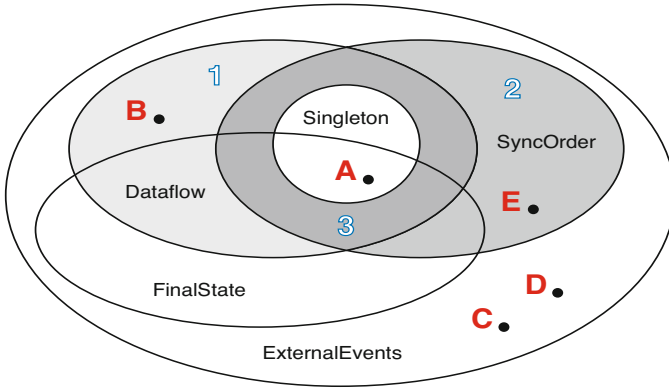 1
2
B
Singleton
SyncOrder
A
Dataflow
E
3
D
FinalState
C
ExternalEvents